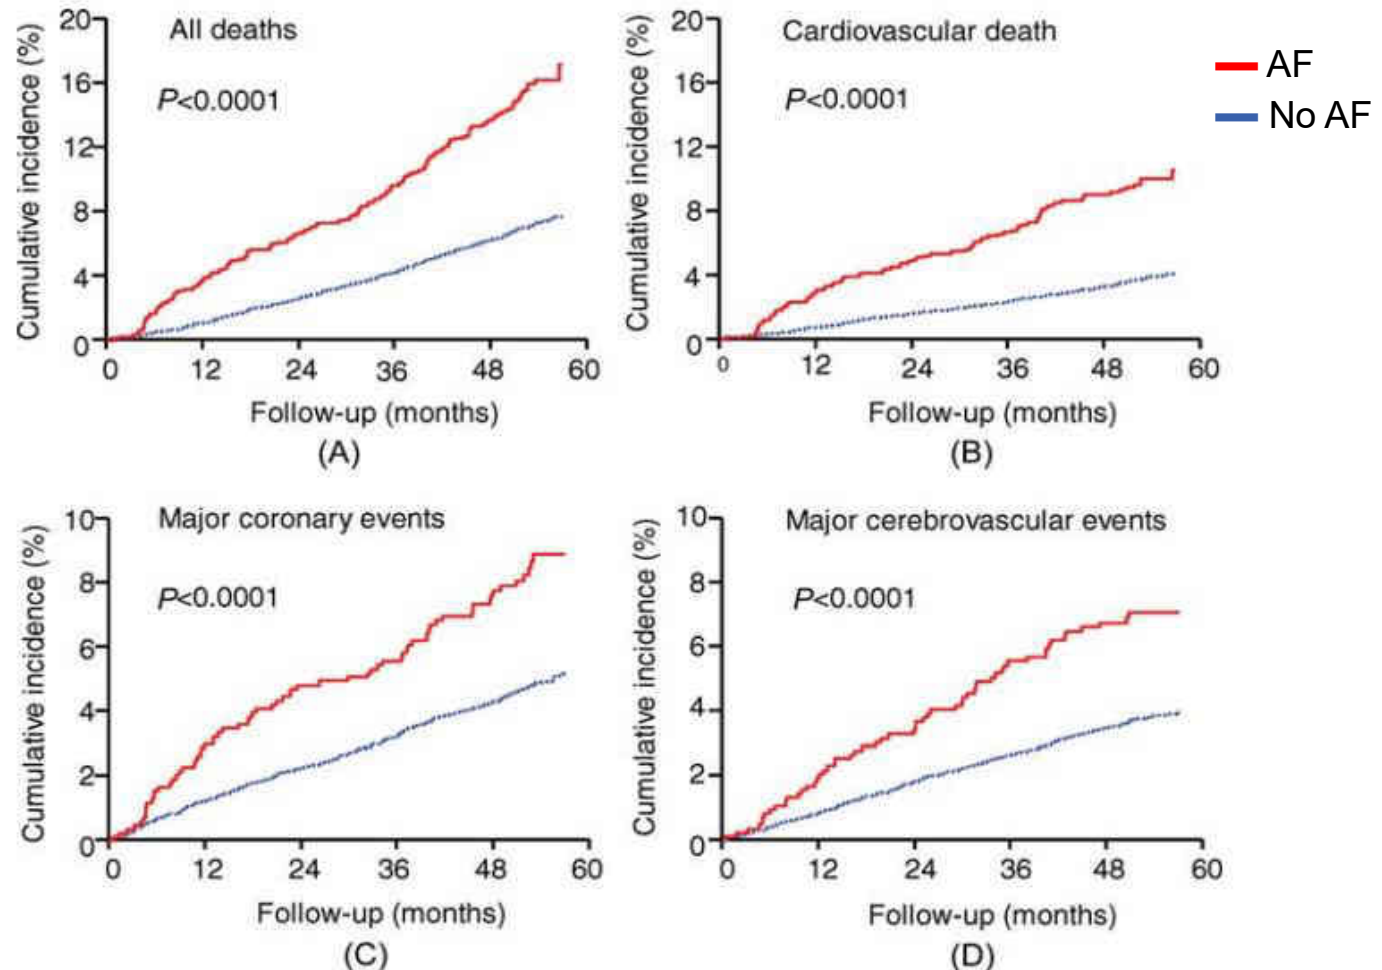 All deaths
P<0.0001
Cumulative incidence (%)
20
16
12
8
4
0
0 12 24 36 48 60
Follow-up (months)
(A)
Cardiovascular death
P<0.0001
Cumulative incidence (%)
20
16
12
8
4
0
0 12 24 36 48 60
Follow-up (months)
(B)
AF
No AF
Major coronary events
P<0.0001
Cumulative incidence (%)
10
8
6
4
2
0
0 12 24 36 48 60
Follow-up (months)
(C)
Major cerebrovascular events
P<0.0001
Cumulative incidence (%)
10
8
6
4
2
0
0 12 24 36 48 60
Follow-up (months)
(D)